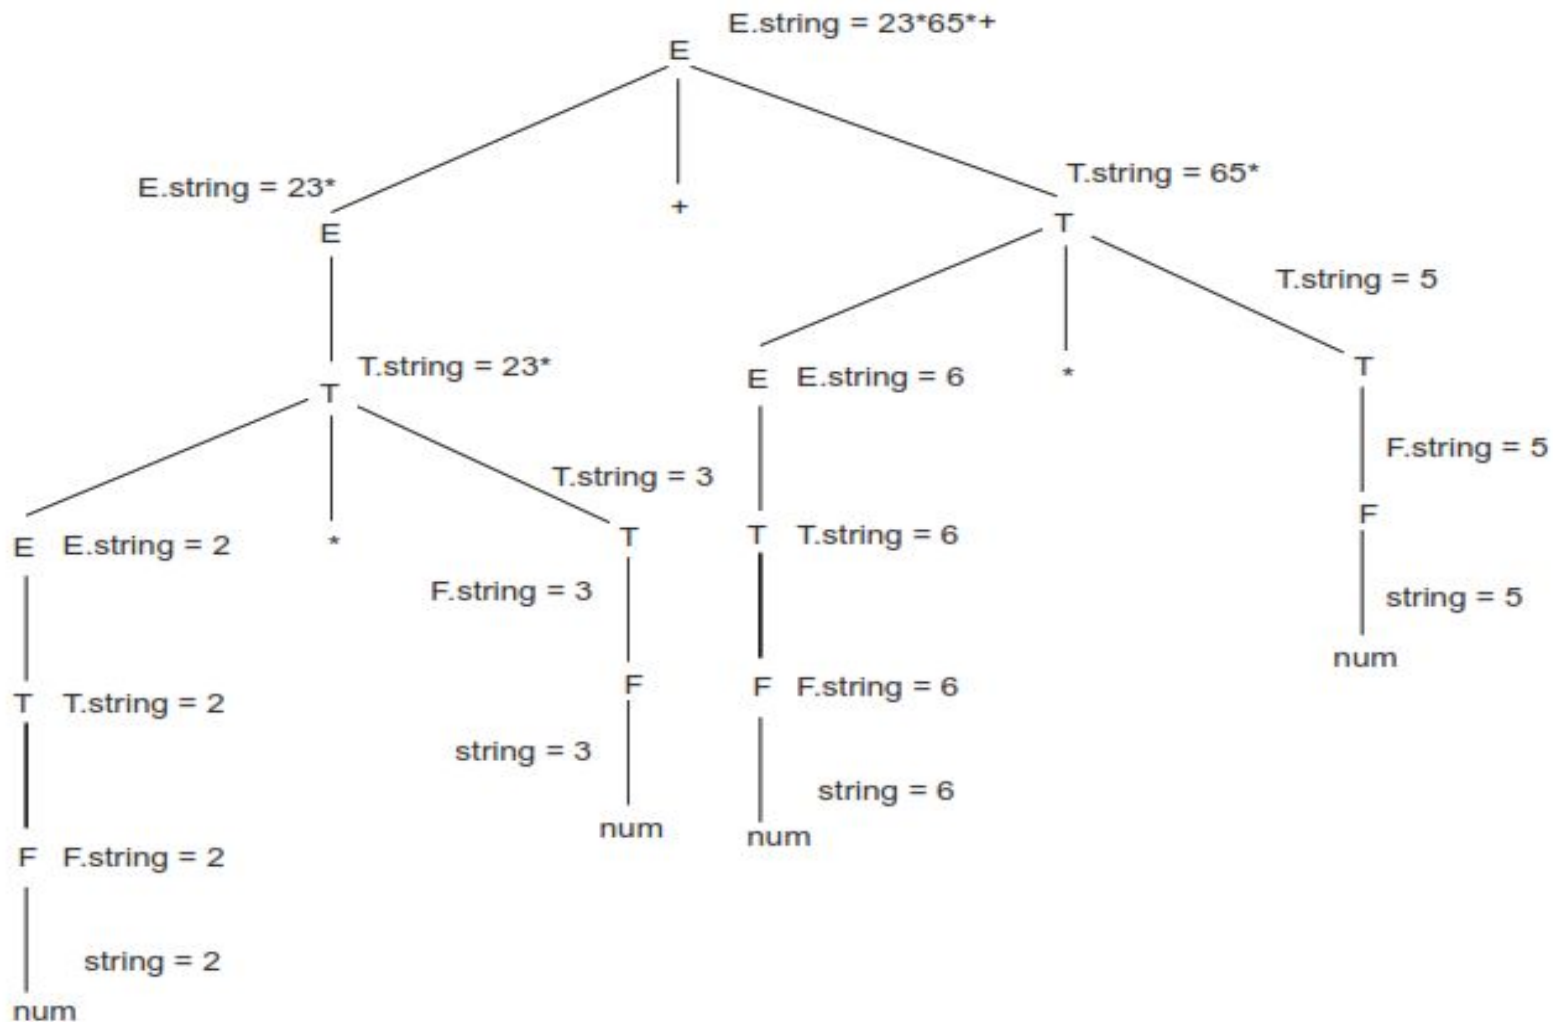 E.string = 23*65*+
E
E.string = 23*
T.string = 65*
+
E
T
T.string = 5
T.string = 23*
T
E E.string = 6
*
T
F.string = 5
T.string = 3
F
E E.string = 2
*
T
T T.string = 6
F.string = 3
string = 5
num
F
F F.string = 6
T T.string = 2
string = 3
string = 6
num
num
F F.string = 2
string = 2
num